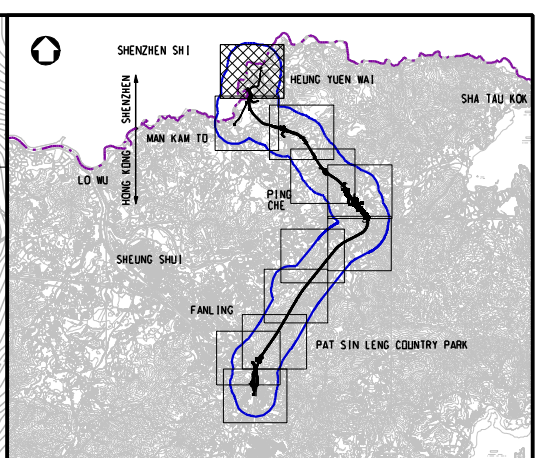 SHENZHEN SHI
HEUNG YUEN WAI
SHA TAU KOK
HONG KONG SHENZHEN
MAN KAM TO
LO WU
PING
CHE
SHEUNG SHUI
FANLING
PAT SIN LENG COUNTRY PARK